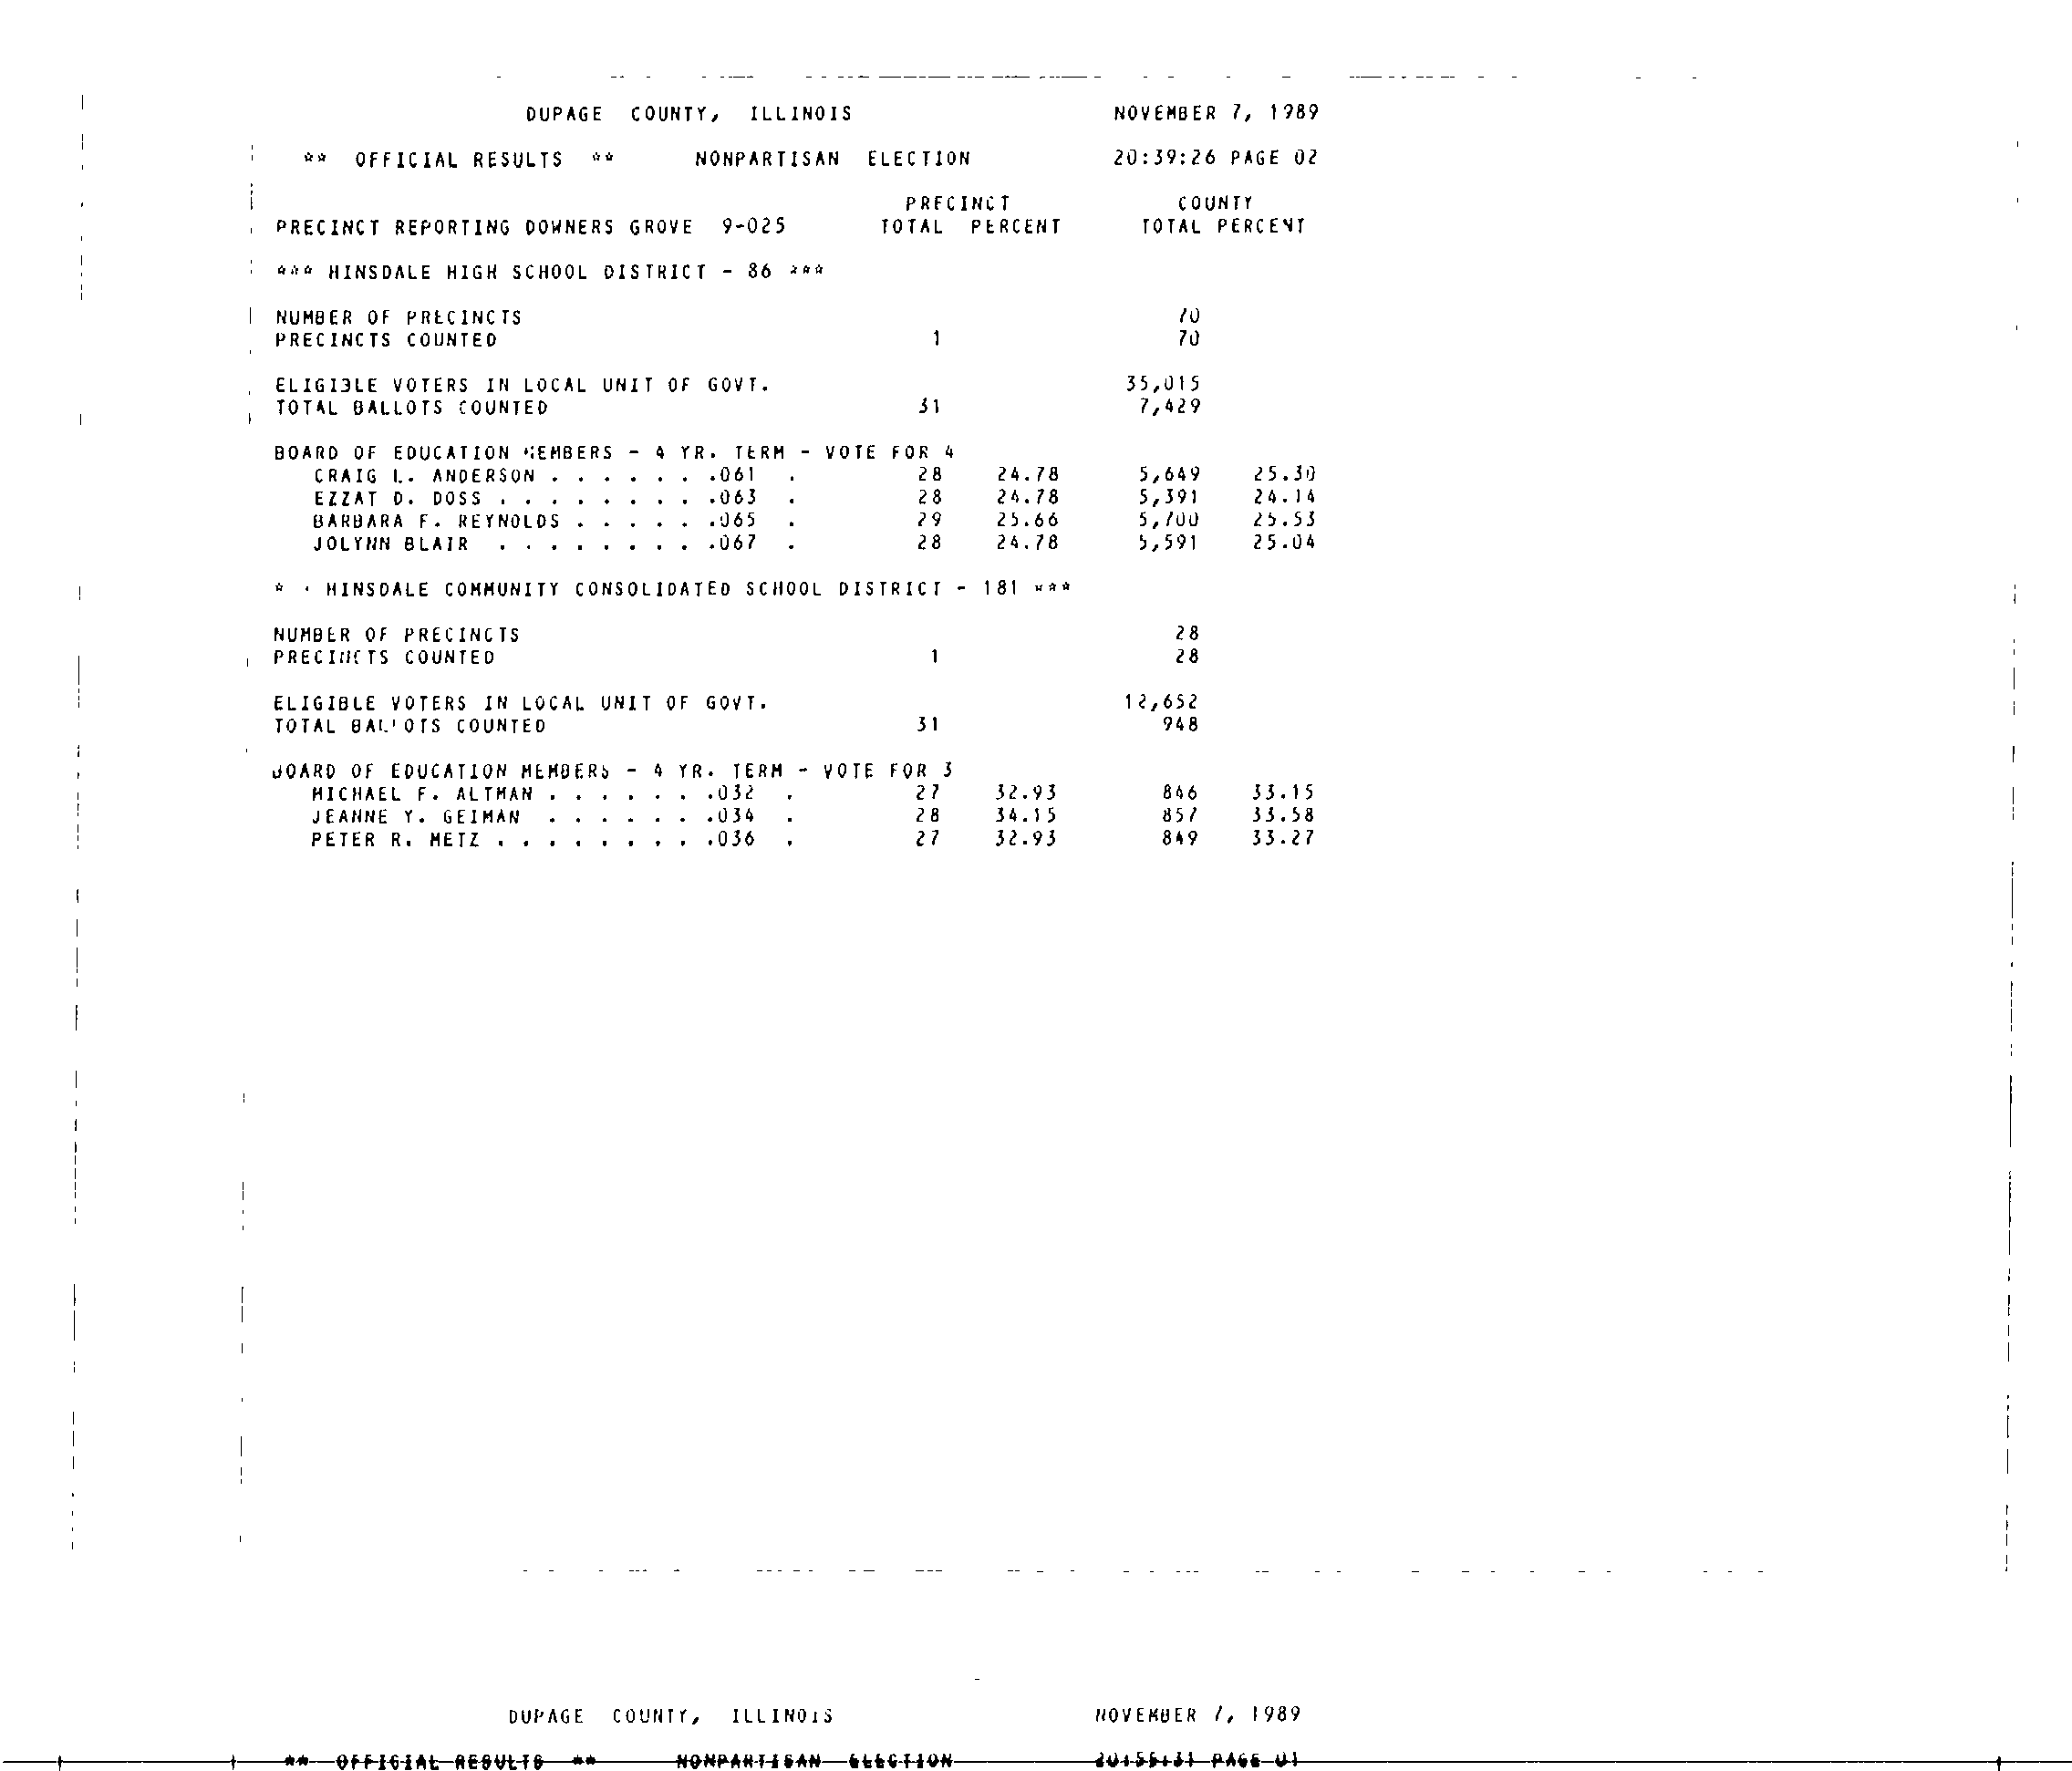 DUPAGE COUNTY, ILLINOIS NOVEMBER 7, 1989
** OFFICIAL RESULTS ** NONPARTISAN ELECTION 20:39:26 PAGE 02
PRECINCT COUNTY
PRECINCT REPORTING DOWNERS GROVE 9-025 TOTAL PERCENT TOTAL PERCENT
*** HINSDALE HIGH SCHOOL DISTRICT - 86 ***
NUMBER OF PRECINCTS 70
PRECINCTS COUNTED 1 70
ELIGIBLE VOTERS IN LOCAL UNIT OF GOVT. 35,015
TOTAL BALLOTS COUNTED 31 7,429
BOARD OF EDUCATION MEMBERS - 4 YR. TERM - VOTE FOR 4
CRAIG L. ANDERSON . . . . . . .061 . 28 24.78 5,649 25.30
EZZAT D. DOSS . . . . . . . . .063 . 28 24.78 5,391 24.14
BARBARA F. REYNOLDS . . . . . .065 . 29 25.66 5,700 25.53
JOLYNN BLAIR . . . . . . . . .067 . 28 24.78 5,591 25.04
* * HINSDALE COMMUNITY CONSOLIDATED SCHOOL DISTRICT - 181 ***
NUMBER OF PRECINCTS 28
PRECINCTS COUNTED 1 28
ELIGIBLE VOTERS IN LOCAL UNIT OF GOVT. 12,652
TOTAL BALLOTS COUNTED 31 948
BOARD OF EDUCATION MEMBERS - 4 YR. TERM - VOTE FOR 3
MICHAEL F. ALTMAN . . . . . . .032 . 27 32.93 846 33.15
JEANNE Y. GEIMAN . . . . . . .034 . 28 34.15 857 33.58
PETER R. METZ . . . . . . . . .036 . 27 32.93 849 33.27
DUPAGE COUNTY, ILLINOIS NOVEMBER 7, 1989
** OFFICIAL RESULTS ** NONPARTISAN ELECTION PAGE 01